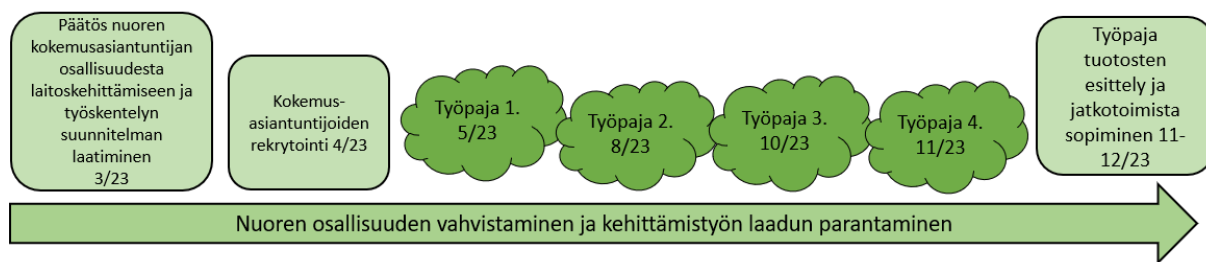 Päätös nuoren
kokemusasiantuntijan
osallisuudesta
laitoskehittämiseen ja
työskentelyn
suunnitelman
laatiminen
3/23
Kokemus-
asiantuntijoiden
rekrytointi 4/23
Työpaja 1.
5/23
Työpaja 2.
8/23
Työpaja 3.
10/23
Työpaja 4.
11/23
Työpaja
tuotosten
esittely ja
jatkotoimista
sopiminen 11-
12/23
Nuoren osallisuuden vahvistaminen ja kehittämistyön laadun parantaminen